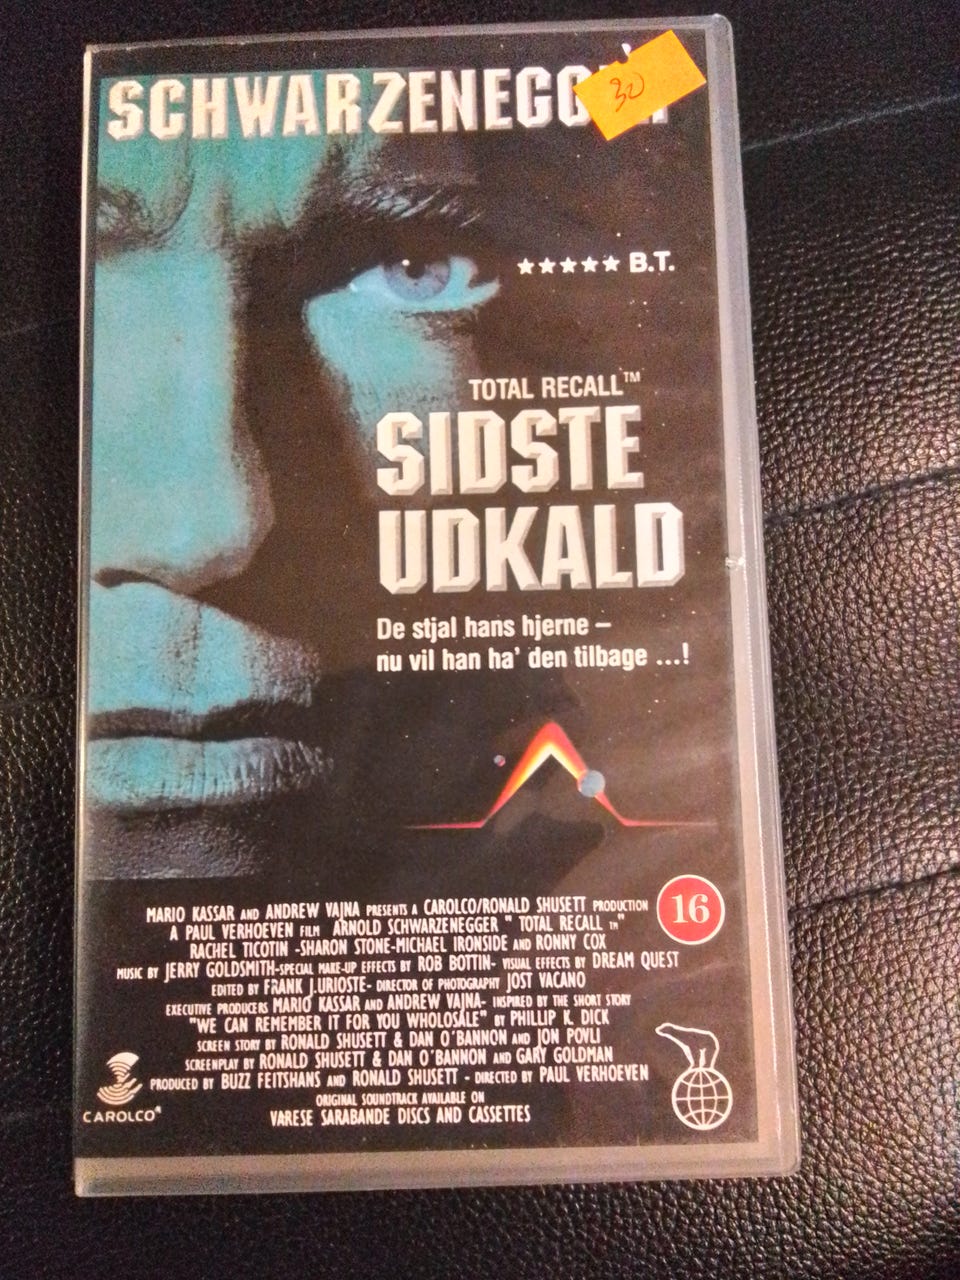 SCHWARZENEGG
30
★★★★★ B.T.
TOTAL RECALL™
SIDSTE
UDKALD
De stjal hans hjerne –
nu vil han ha' den tilbage ...!
16
MARIO KASSAR AND ANDREW VAJNA PRESENTS A CAROLCO/RONALD SHUSETT PRODUCTION
A PAUL VERHOEVEN FILM ARNOLD SCHWARZENEGGER " TOTAL RECALL ™"
RACHEL TICOTIN -SHARON STONE-MICHAEL IRONSIDE AND RONNY COX
MUSIC BY JERRY GOLDSMITH-SPECIAL MAKE-UP EFFECTS BY ROB BOTTIN- VISUAL EFFECTS BY DREAM QUEST
EDITED BY FRANK J.URIOSTE- DIRECTOR OF PHOTOGRAPHY JOST VACANO
EXECUTIVE PRODUCERS MARIO KASSAR AND ANDREW VAJNA- INSPIRED BY THE SHORT STORY
"WE CAN REMEMBER IT FOR YOU WHOLOSALE" BY PHILLIP K. DICK
SCREEN STORY BY RONALD SHUSETT & DAN O'BANNON AND JON POVLI
SCREENPLAY BY RONALD SHUSETT & DAN O'BANNON AND GARY GOLDMAN
PRODUCED BY BUZZ FEITSHANS AND RONALD SHUSETT - DIRECTED BY PAUL VERHOEVEN
ORIGINAL SOUNDTRACK AVAILABLE ON
VARESE SARABANDE DISCS AND CASSETTES
CAROLCO